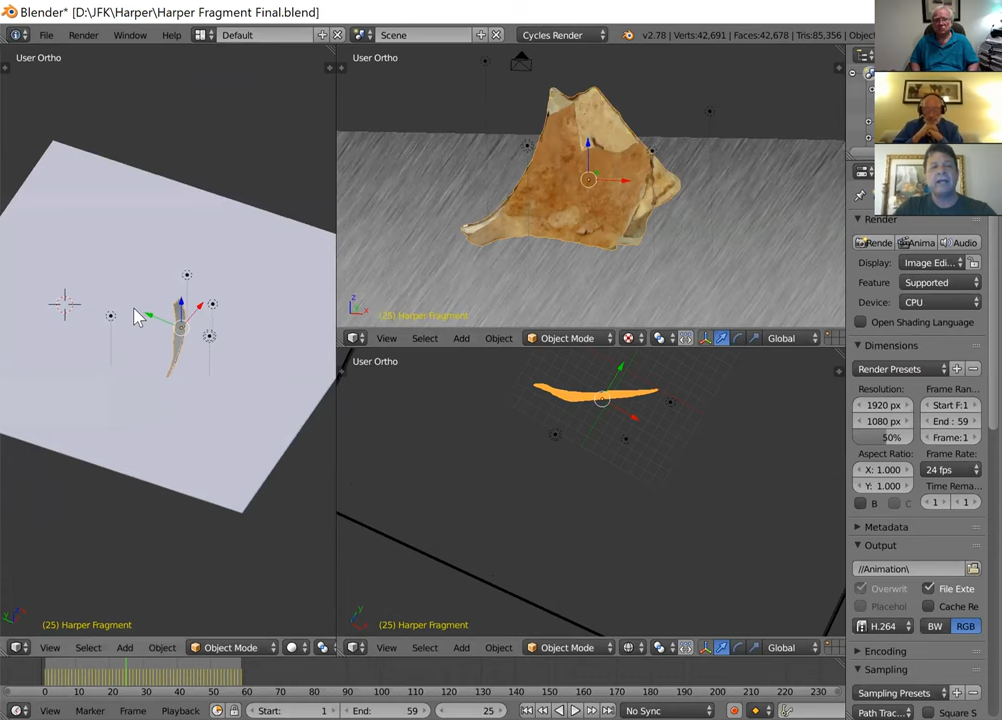 Blender* [D:\JFK\Harper\Harper Fragment Final.blend]
File Render Window Help Default Scene Cycles Render v2.78 | Verts:42,691 | Faces:42,678 | Tris:85,356 | Objec
User Ortho
User Ortho
Render
Rende Anima Audio
Display: Image Edi...
Feature Supported
Device: CPU
Open Shading Language
(25) Harper Fragment
Select Add Object Object Mode Global
View
Dimensions
Render Presets
Resolution: Frame Ran...
1920 px Start F:1
1080 px End : 59
50% Frame:1
Aspect Ratio: Frame Rate:
X: 1.000 24 fps
Y: 1.000 Time Rema...
B C 1 1
Metadata
Output
//Animation\
Overwrit File Exte
Placehol Cache Re
H.264 BW RGB
Encoding
Sampling
Sampling Presets
Path Trac...
User Ortho
(25) Harper Fragment
(25) Harper Fragment
View Select Add Object Object Mode
View Select Add Object Object Mode Global
0 10 20 30 40 50 60 70 80 90 100 110 120 130 140 150 160 170 180 190 200 210 220 230
View Marker Frame Playback Start: 1 End: 59 25 No Sync
Square S